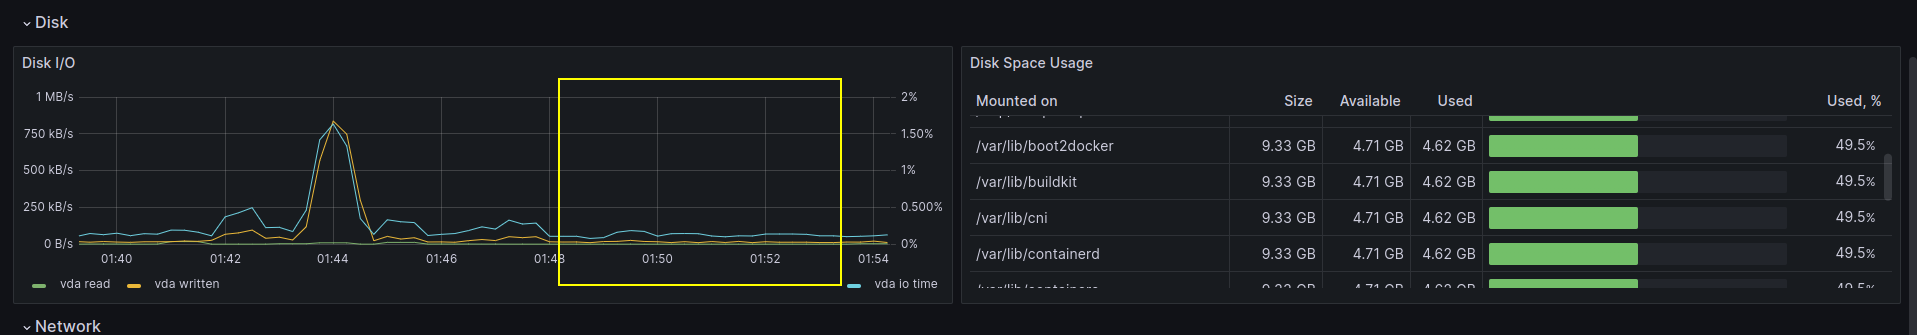 Disk
Disk I/O
1 MB/s
750 kB/s
500 kB/s
250 kB/s
0 B/s
2%
1.50%
1%
0.500%
0%
01:40 01:42 01:44 01:46 01:48 01:50 01:52 01:54
vda read vda written vda io time
Disk Space Usage
Mounted on Size Available Used Used, %
/var/lib/boot2docker 9.33 GB 4.71 GB 4.62 GB 49.5%
/var/lib/buildkit 9.33 GB 4.71 GB 4.62 GB 49.5%
/var/lib/cni 9.33 GB 4.71 GB 4.62 GB 49.5%
/var/lib/containerd 9.33 GB 4.71 GB 4.62 GB 49.5%
Network